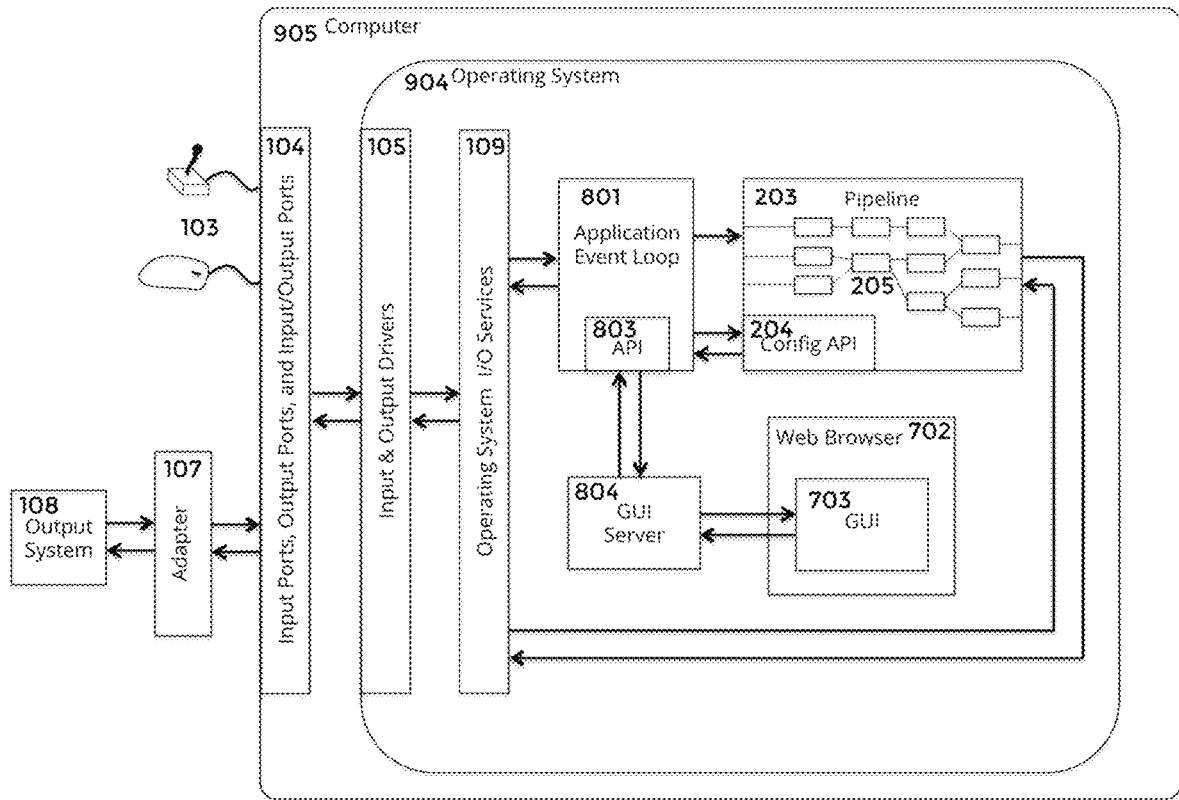 905 Computer
904 Operating System
104
Input Ports, Output Ports, and Input/Output Ports
105
Input & Output Drivers
109
Operating System I/O Services
103
801
Application
Event Loop
803
API
203
Pipeline
205
204
Config API
Web Browser 702
703
GUI
804
GUI
Server
107
Adapter
108
Output
System